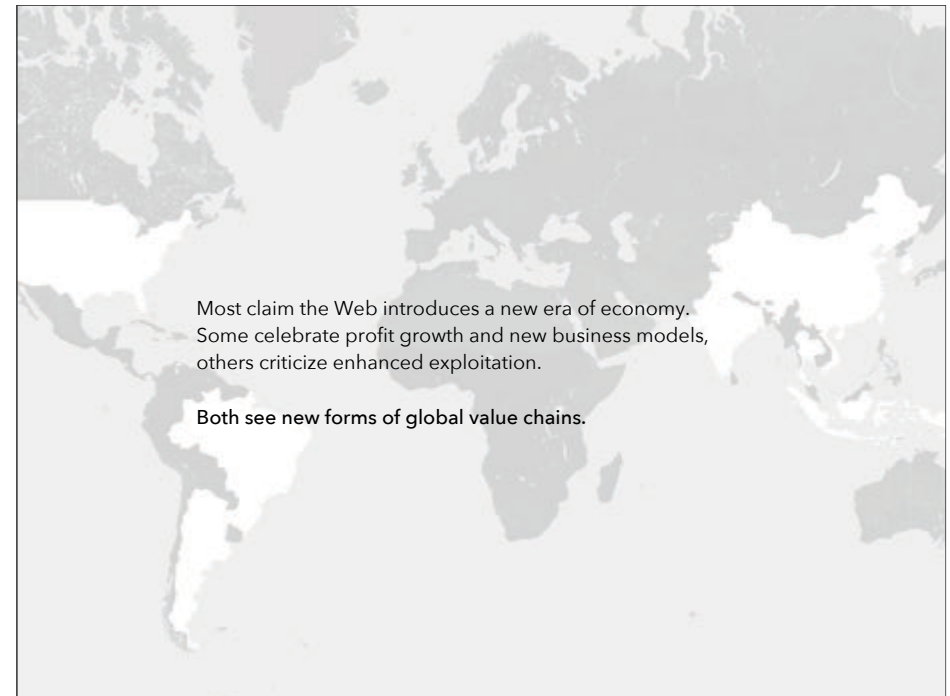 Most claim the Web introduces a new era of economy.
Some celebrate profit growth and new business models,
others criticize enhanced exploitation.
Both see new forms of global value chains.